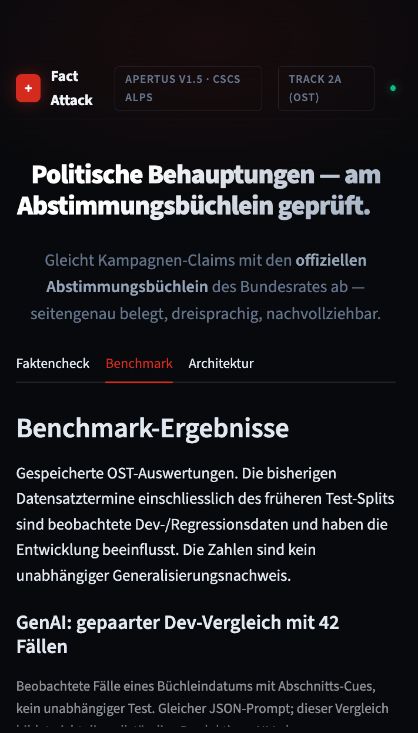 +
Fact
Attack
APERTUS V1.5 · CSCS
ALPS
TRACK 2A
(OST)
Politische Behauptungen — am
Abstimmungsbüchlein geprüft.
Gleicht Kampagnen-Claims mit den offiziellen
Abstimmungsbüchlein des Bundesrates ab —
seitengenau belegt, dreisprachig, nachvollziehbar.
Faktencheck Benchmark Architektur
Benchmark-Ergebnisse
Gespeicherte OST-Auswertungen. Die bisherigen
Datensatztermine einschliesslich des früheren Test-Splits
sind beobachtete Dev-/Regressionsdaten und haben die
Entwicklung beeinflusst. Die Zahlen sind kein
unabhängiger Generalisierungsnachweis.
GenAI: gepaarter Dev-Vergleich mit 42
Fällen
Beobachtete Fälle eines Büchleindatums mit Abschnitts-Cues,
kein unabhängiger Test. Gleicher JSON-Prompt; dieser Vergleich